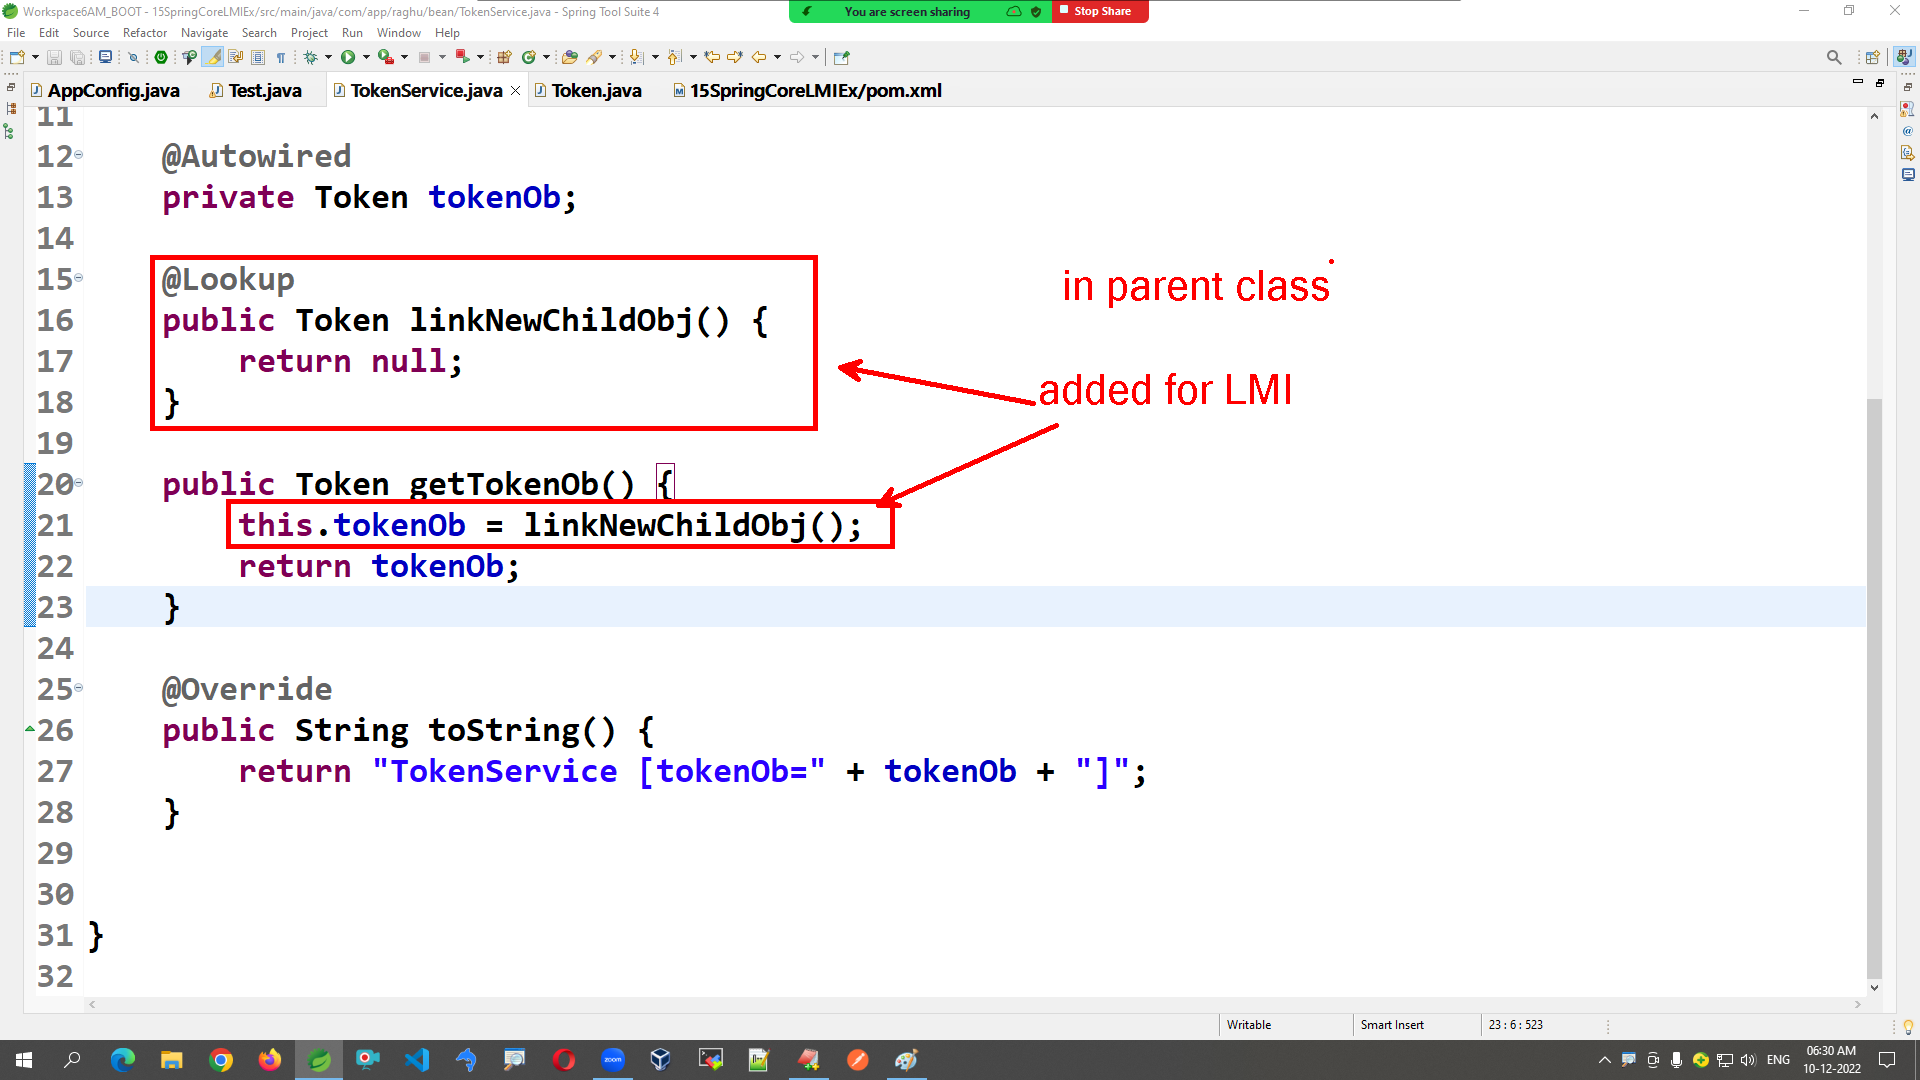 Workspace6AM_BOOT - 15SpringCoreLMIEx/src/main/java/com/app/raghu/bean/TokenService.java - Spring Tool Suite 4
You are screen sharing
Stop Share
File Edit Source Refactor Navigate Search Project Run Window Help
AppConfig.java Test.java TokenService.java Token.java 15SpringCoreLMIEx/pom.xml
11
12 @Autowired
13 private Token tokenOb;
14
15 @Lookup
in parent class
16 public Token linkNewChildObj() {
17 return null;
added for LMI
18 }
19
20 public Token getTokenOb() {
21 this.tokenOb = linkNewChildObj();
22 return tokenOb;
23 }
24
25 @Override
26 public String toString() {
27 return "TokenService [tokenOb=" + tokenOb + "]";
28 }
29
30
31 }
32
Writable Smart Insert 23 : 6 : 523
zoom
ENG
06:30 AM
10-12-2022